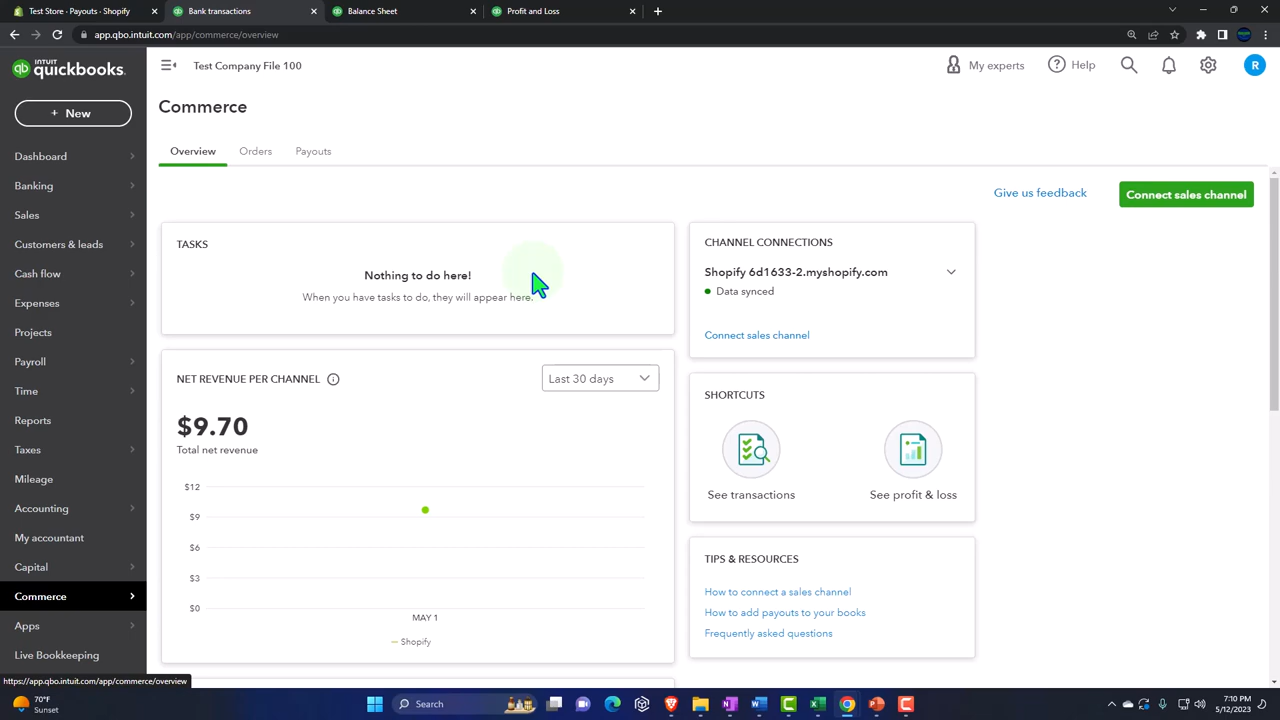 Test Store · Payouts · Shopify
Bank Test
Balance Sheet
Profit and Loss
app.qbo.intuit.com/app/commerce/overview
INTUIT
quickbooks.
Test Company File 100
My experts
Help
R
+ New
Commerce
Overview
Orders
Payouts
Give us feedback
Connect sales channel
Dashboard
Banking
Sales
Customers & leads
Cash flow
Expenses
Projects
Payroll
Time
Reports
Taxes
Mileage
Accounting
My accountant
Capital
Commerce
Apps
Live Bookkeeping
TASKS
Nothing to do here!
When you have tasks to do, they will appear here.
NET REVENUE PER CHANNEL
Last 30 days
$9.70
Total net revenue
$12
$9
$6
$3
$0
MAY 1
Shopify
CHANNEL CONNECTIONS
Shopify 6d1633-2.myshopify.com
Data synced
Connect sales channel
SHORTCUTS
See transactions
See profit & loss
TIPS & RESOURCES
How to connect a sales channel
How to add payouts to your books
Frequently asked questions
https://app.qbo.intuit.com/app/commerce/overview
70°F
Sunset
Search
7:10 PM
5/12/2023